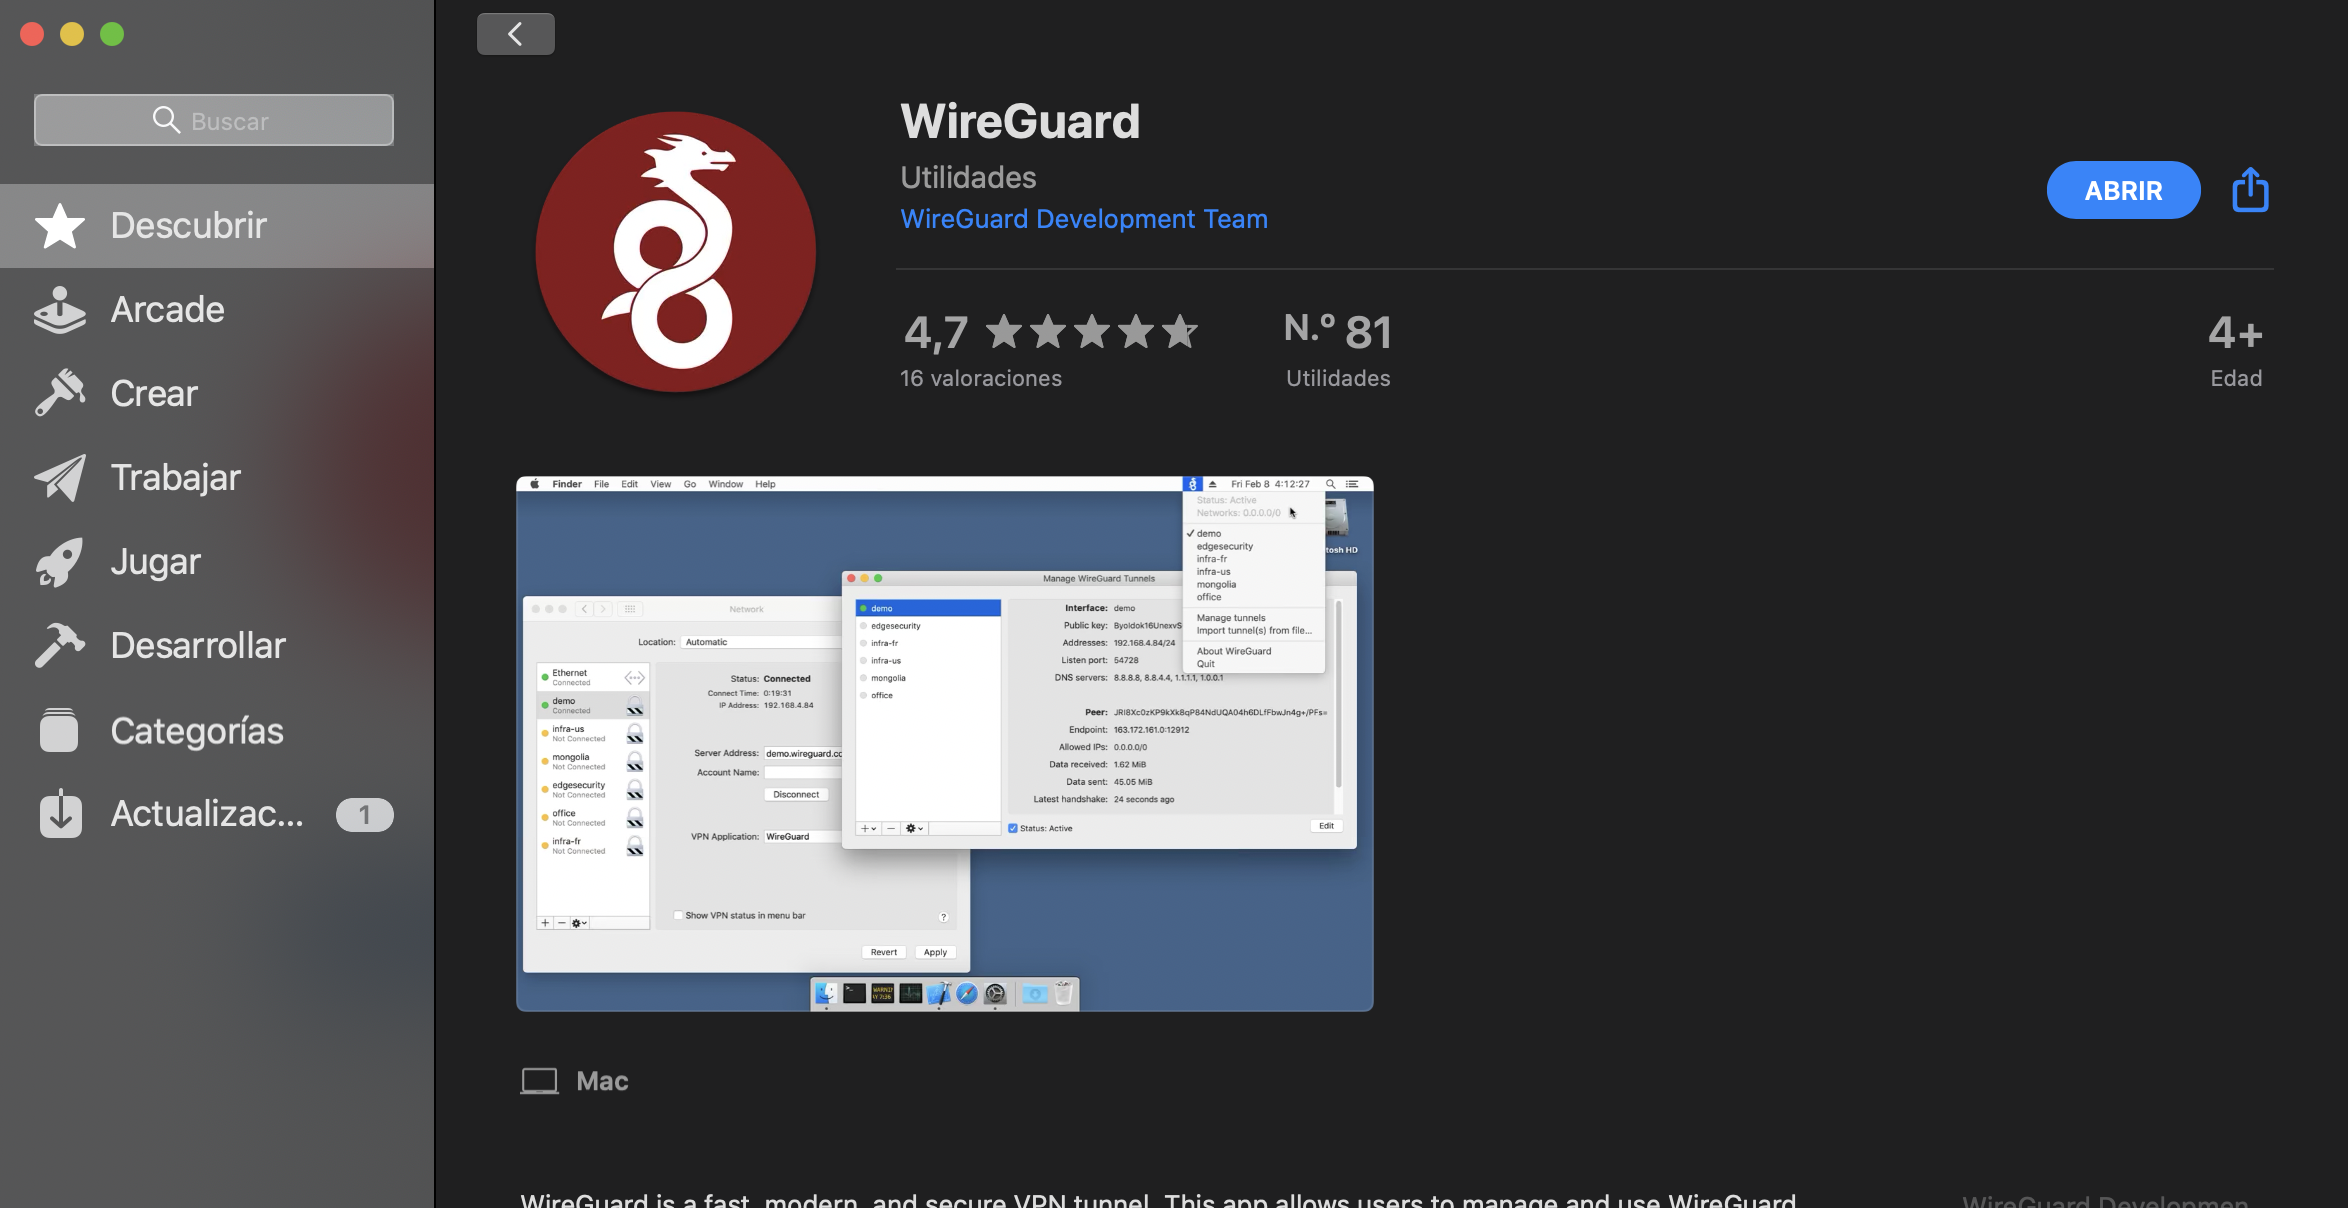 Buscar
Descubrir
Arcade
Crear
Trabajar
Jugar
Desarrollar
Categorías
Actualizac... 1
WireGuard
Utilidades
WireGuard Development Team
ABRIR
4,7
16 valoraciones
N.º 81
Utilidades
4+
Edad
Finder File Edit View Go Window Help
Fri Feb 8 4:12:27
Status: Active
Networks: 0.0.0.0/0
demo
edgesecurity
infra-fr
infra-us
mongolia
office
Manage tunnels
Import tunnel(s) from file...
About WireGuard
Quit
tosh HD
Network
Location: Automatic
Ethernet
Connected
demo
Connected
infra-us
Not Connected
mongolia
Not Connected
edgesecurity
Not Connected
office
Not Connected
infra-fr
Not Connected
Status: Connected
Connect Time: 0:19:31
IP Address: 192.168.4.84
Server Address: demo.wireguard.co
Account Name:
Disconnect
VPN Application: WireGuard
Show VPN status in menu bar
?
Revert Apply
Manage WireGuard Tunnels
demo
edgesecurity
infra-fr
infra-us
mongolia
office
Interface: demo
Public key:
Addresses: 192.168.4.84/24
Listen port: 54728
DNS servers: 8.8.8.8, 8.8.4.4, 1.1.1.1, 1.0.0.1
Peer:
Endpoint: 163.172.161.0:12912
Allowed IPs: 0.0.0.0/0
Data received: 1.62 MiB
Data sent: 45.05 MiB
Latest handshake: 24 seconds ago
Status: Active
Edit
Mac
WireGuard is a fast, modern, and secure VPN tunnel. This app allows users to manage and use WireGuard
WireGuard Developmen